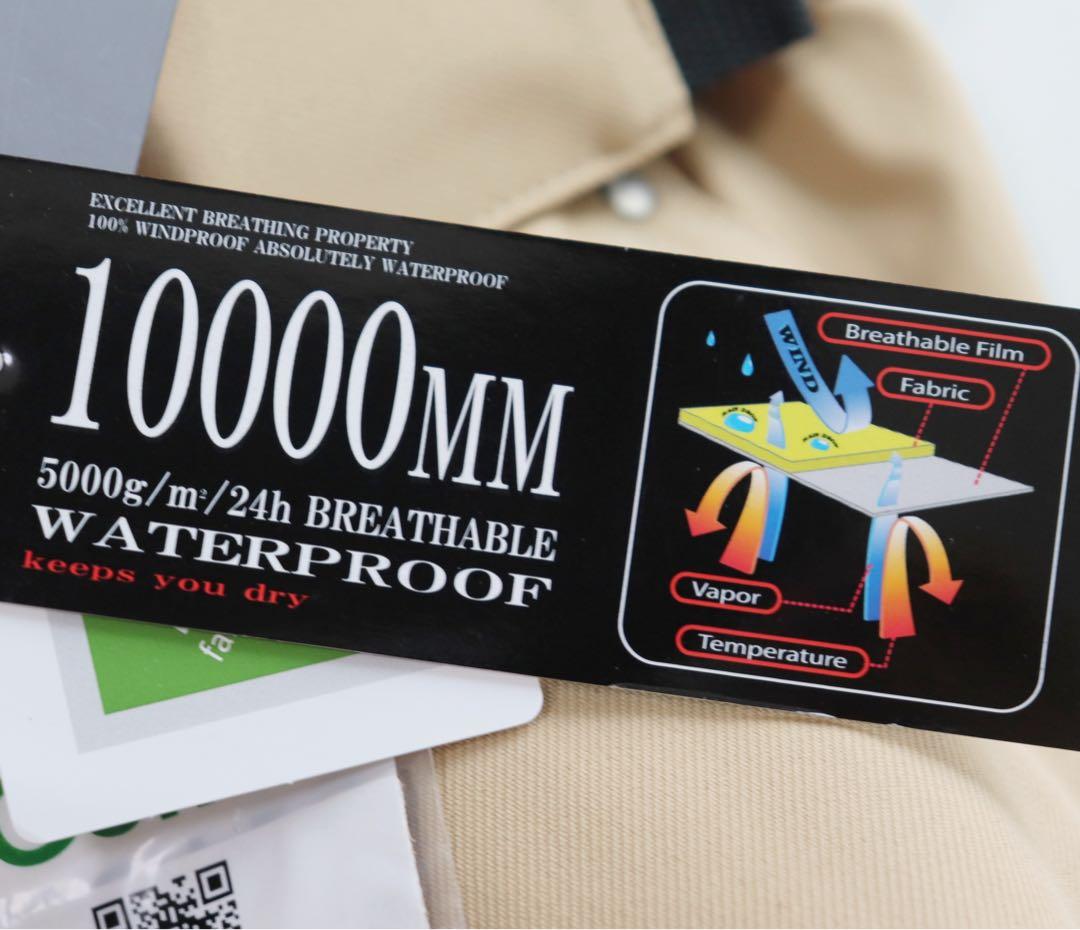 EXCELLENT BREATHING PROPERTY
100% WINDPROOF ABSOLUTELY WATERPROOF
10000MM
5000g/m²/24h BREATHABLE
WATERPROOF
keeps you dry
WIND
Breathable Film
Fabric
Vapor
Temperature
fa